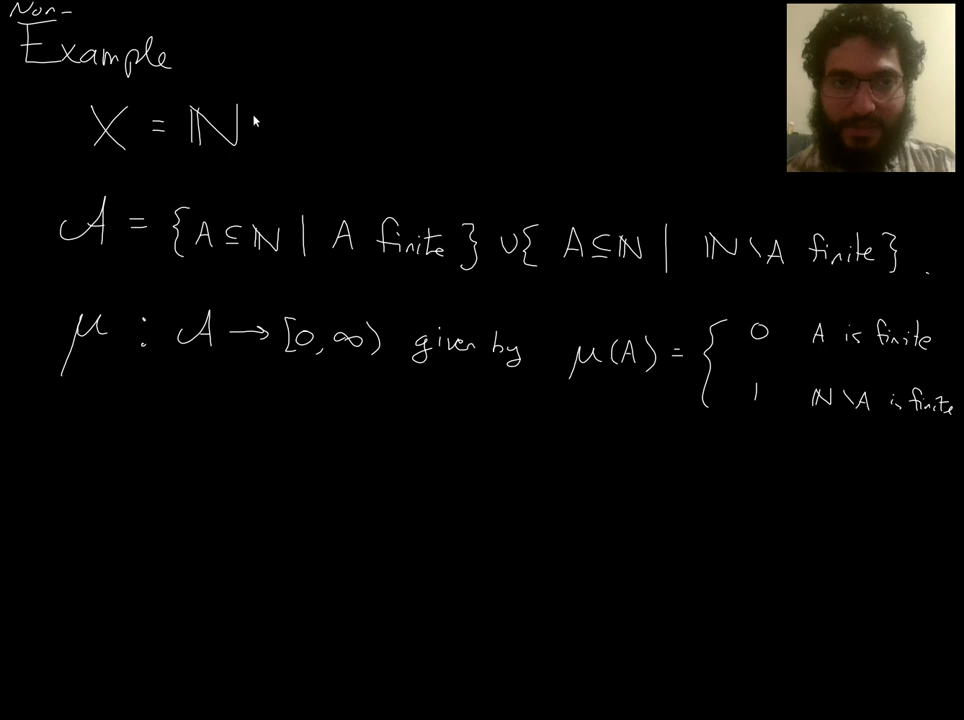 Non-
Example
X = ℕ
𝒜 = {A ⊆ ℕ | A finite} ∪ {A ⊆ ℕ | ℕ \ A finite}.
μ : 𝒜 → [0, ∞) given by μ(A) = { 0 A is finite
1 ℕ \ A is finite